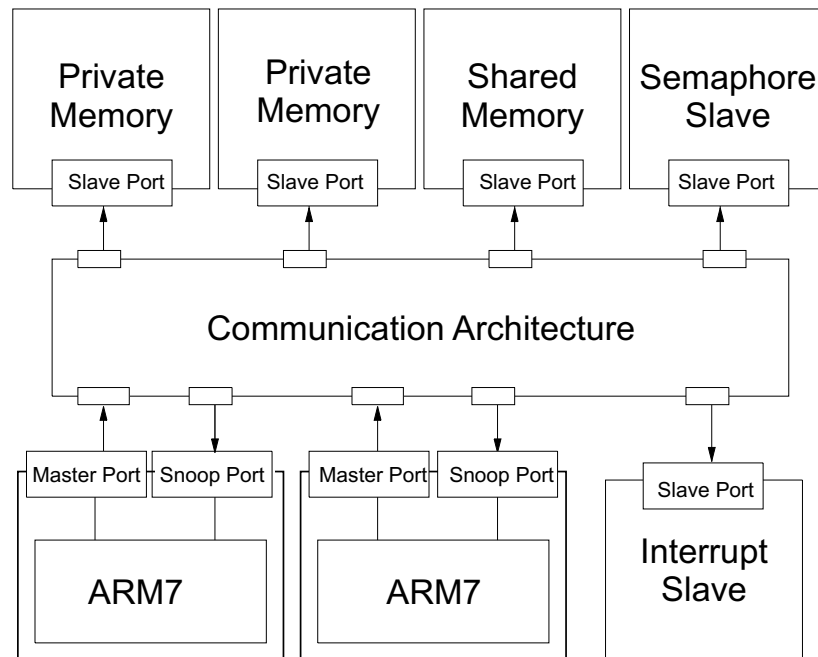 Private
Memory
Slave Port
Private
Memory
Slave Port
Shared
Memory
Slave Port
Semaphore
Slave
Slave Port
Communication Architecture
Master Port
Snoop Port
ARM7
Master Port
Snoop Port
ARM7
Slave Port
Interrupt
Slave